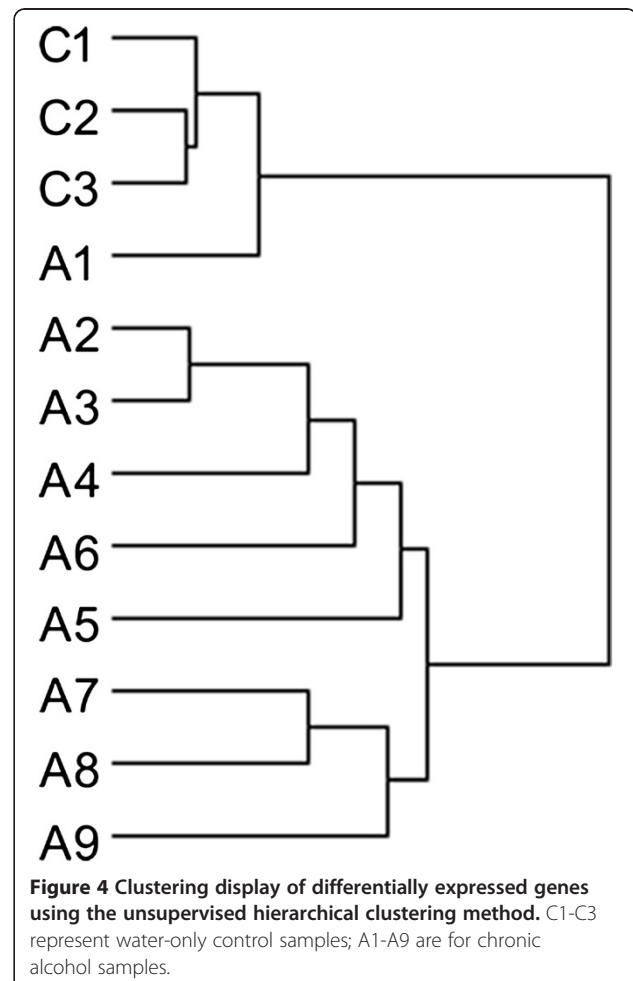 C1
C2
C3
A1
A2
A3
A4
A6
A5
A7
A8
A9
Figure 4 Clustering display of differentially expressed genes
using the unsupervised hierarchical clustering method. C1-C3
represent water-only control samples; A1-A9 are for chronic
alcohol samples.